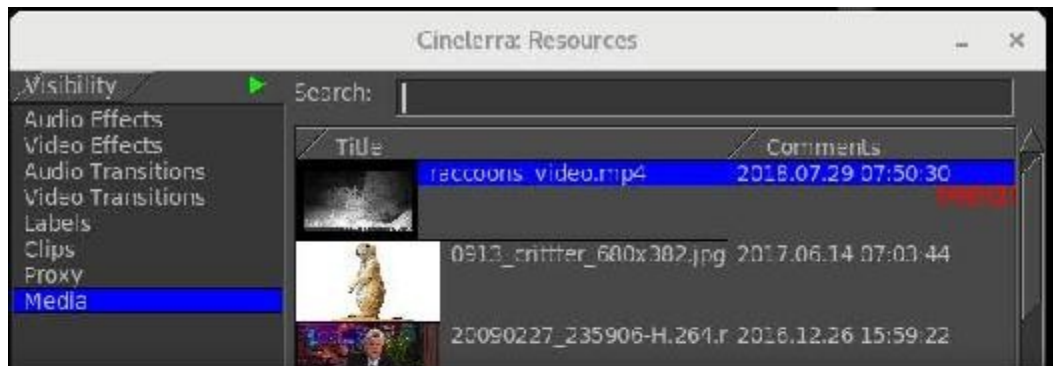 Cinelerra: Resources
Visibility
Search:
Audio Effects
Video Effects
Audio Transitions
Video Transitions
Labels
Clips
Proxy
Media
Title Comments
raccoons_video.mp4 2018.07.29 07:50:30
0913_crittter_680x382.jpg 2017.06.14 07:03:44
20090227_235906-H.264.r 2016.12.26 15:59:22